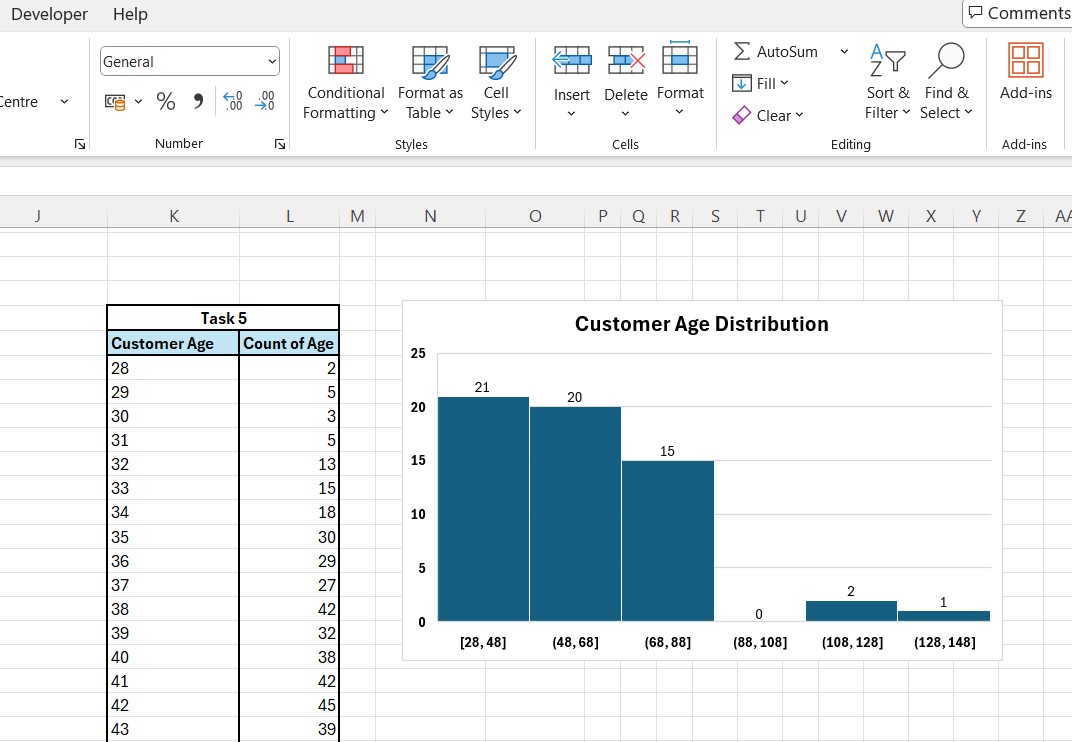 Developer Help
Comments
General
Centre
%
Conditional Formatting
Format as Table
Cell Styles
Insert
Delete
Format
AutoSum
Fill
Clear
Sort & Filter
Find & Select
Add-ins
Number
Styles
Cells
Editing
Add-ins
J K L M N O P Q R S T U V W X Y Z AA
Task 5
Customer Age Count of Age
28 2
29 5
30 3
31 5
32 13
33 15
34 18
35 30
36 29
37 27
38 42
39 32
40 38
41 42
42 45
43 39
Customer Age Distribution
25
20
15
10
5
0
21
20
15
0
2
1
[28, 48] (48, 68] (68, 88] (88, 108] (108, 128] (128, 148]